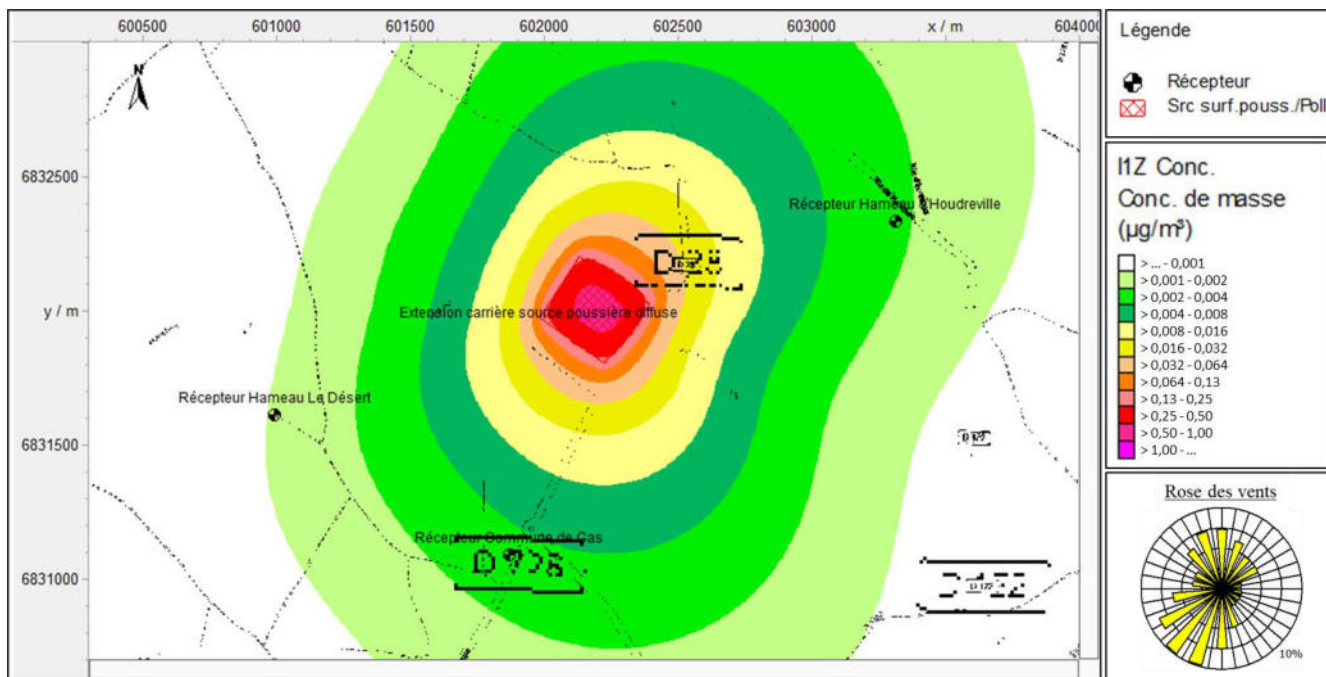 600500 601000 601500 602000 602500 603000 x / m 60400
N
6832500
y / m
6831500
6831000
Récepteur Hameau d'Houdreville
D 28
Extension carrière source poussière diffuse
Récepteur Hameau Le Désert
Récepteur Commune de Gas
Légende
Récepteur
Src surf.pouss./Poll
I1Z Conc.
Conc. de masse
(µg/m³)
> ... - 0,001
> 0,001 - 0,002
> 0,002 - 0,004
> 0,004 - 0,008
> 0,008 - 0,016
> 0,016 - 0,032
> 0,032 - 0,064
> 0,064 - 0,13
> 0,13 - 0,25
> 0,25 - 0,50
> 0,50 - 1,00
> 1,00 - ...
Rose des vents
10%